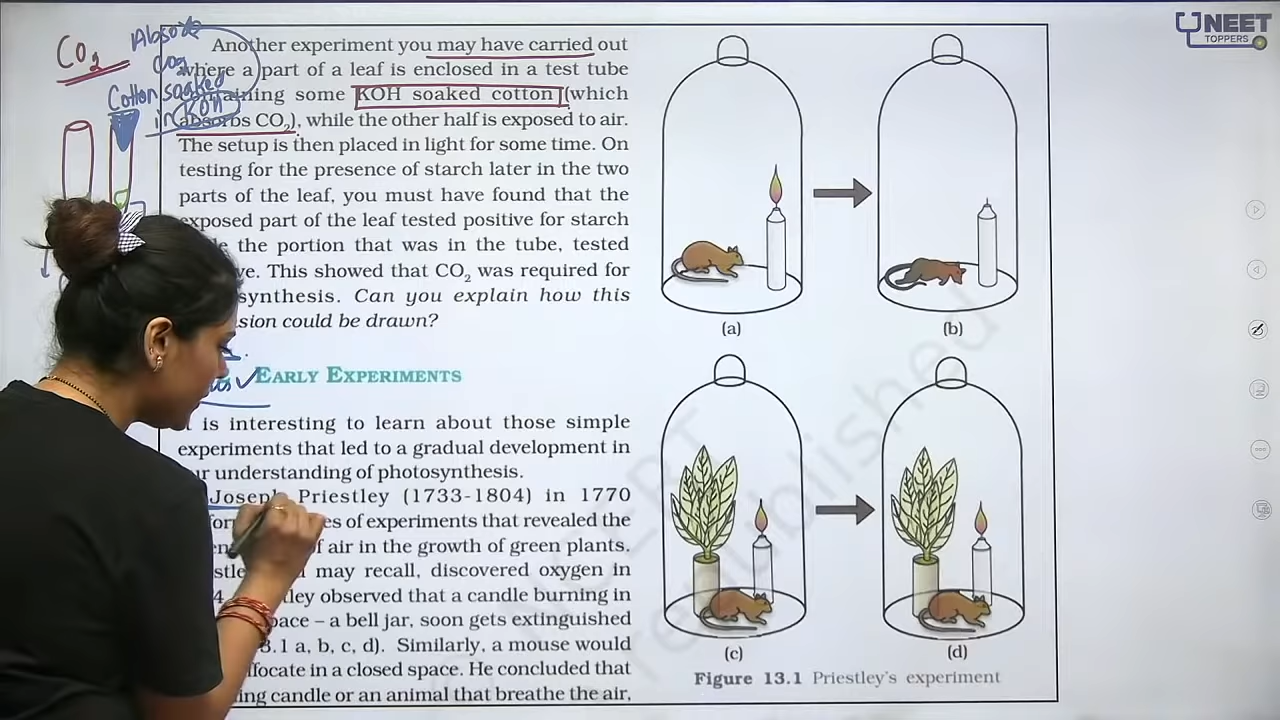 CO2
Absorb
CO2
Cotton soaked
in KOH
NEET
TOPPERS
Another experiment you may have carried out
where a part of a leaf is enclosed in a test tube
containing some KOH soaked cotton (which
absorbs CO2), while the other half is exposed to air.
The setup is then placed in light for some time. On
testing for the presence of starch later in the two
parts of the leaf, you must have found that the
exposed part of the leaf tested positive for starch
the portion that was in the tube, tested
This showed that CO2 was required for
synthesis. Can you explain how this
could be drawn?
EARLY EXPERIMENTS
is interesting to learn about those simple
experiments that led to a gradual development in
our understanding of photosynthesis.
Joseph Priestley (1733-1804) in 1770
of experiments that revealed the
of air in the growth of green plants.
may recall, discovered oxygen in
observed that a candle burning in
– a bell jar, soon gets extinguished
a, b, c, d). Similarly, a mouse would
in a closed space. He concluded that
candle or an animal that breathe the air,
(a)
(b)
(c)
(d)
Figure 13.1 Priestley's experiment